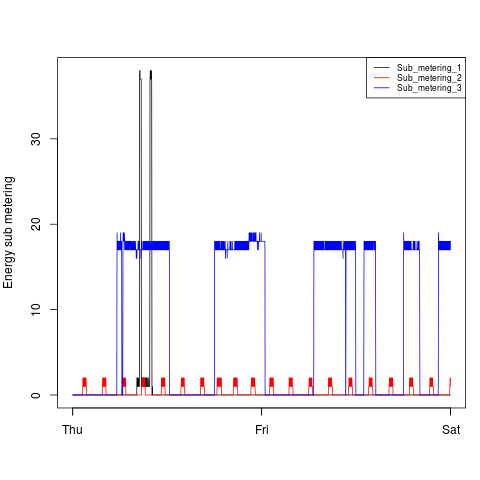 Sub_metering_1
Sub_metering_2
Sub_metering_3
Energy sub metering
30
20
10
0
Thu Fri Sat